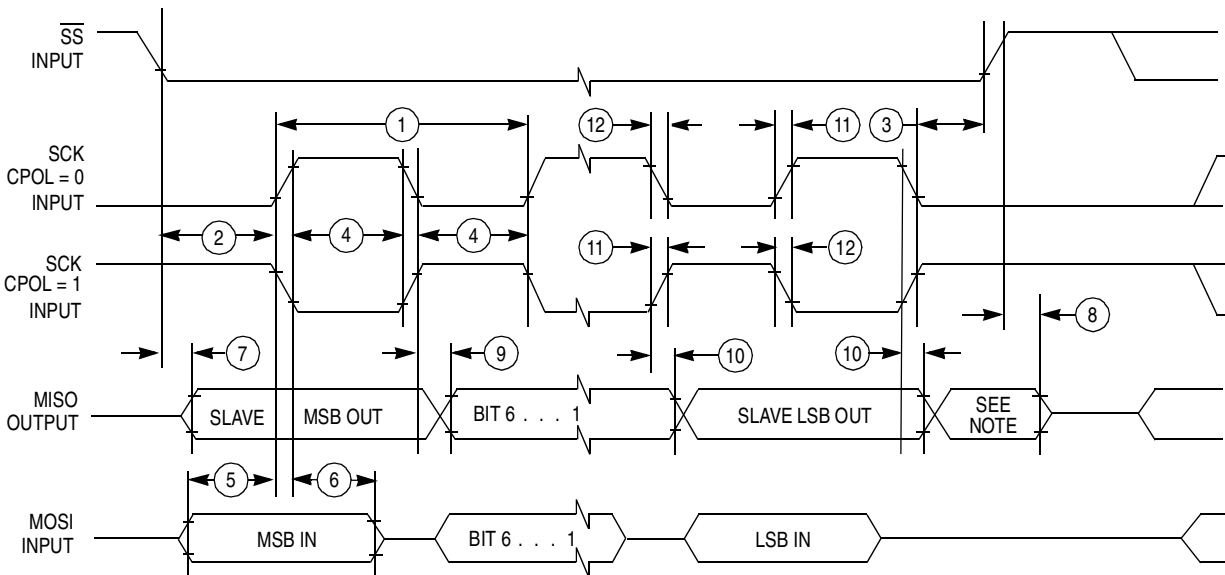 SS
INPUT
1
12
11
3
SCK
CPOL = 0
INPUT
2
4
4
SCK
CPOL = 1
INPUT
11
12
8
7
9
10
10
MISO
OUTPUT
SLAVE
MSB OUT
BIT 6 . . . 1
SLAVE LSB OUT
SEE
NOTE
5
6
MOSI
INPUT
MSB IN
BIT 6 . . . 1
LSB IN